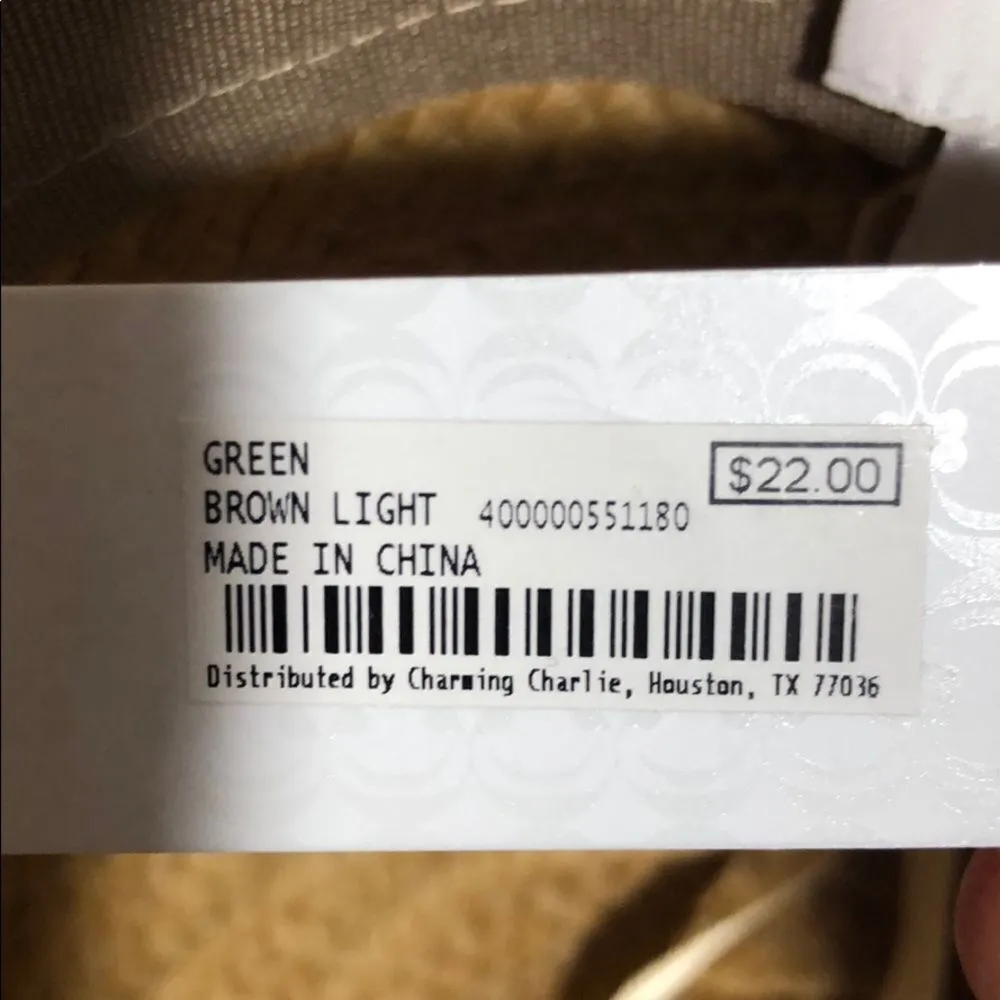 GREEN
$22.00
BROWN LIGHT 400000551180
MADE IN CHINA
Distributed by Charming Charlie, Houston, TX 77036